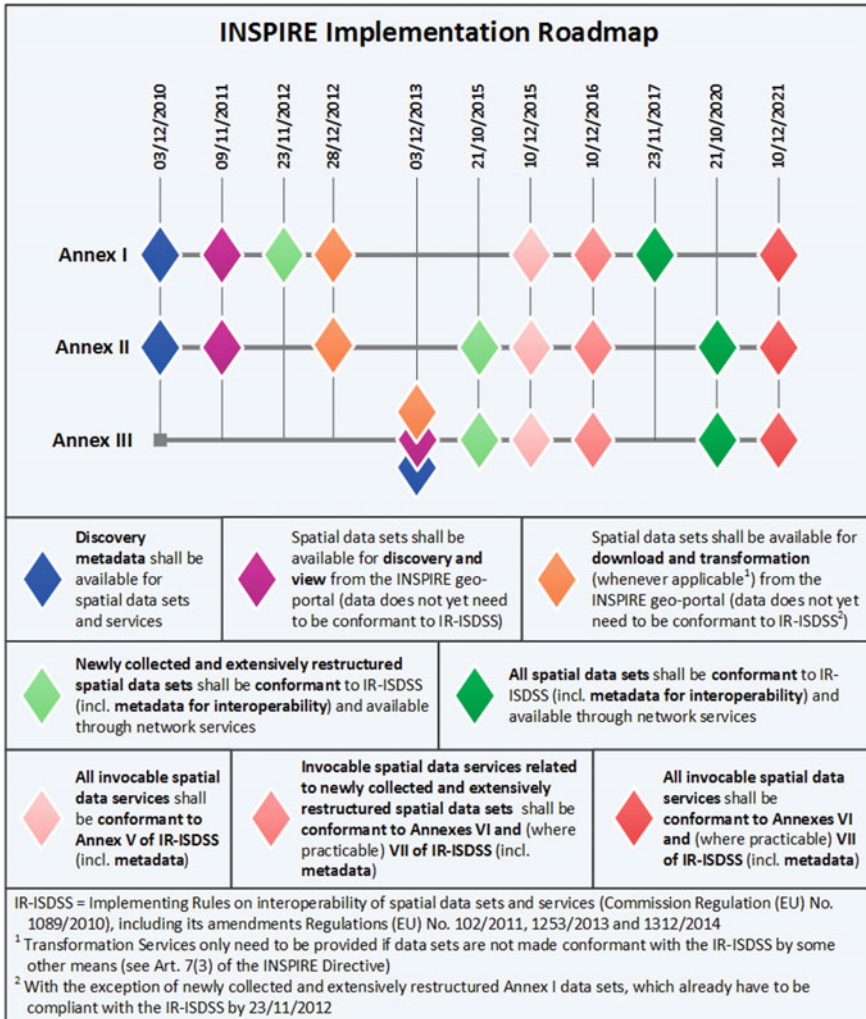 INSPIRE Implementation Roadmap
03/12/2010
09/11/2011
23/11/2012
28/12/2012
03/12/2013
21/10/2015
10/12/2015
10/12/2016
23/11/2017
21/10/2020
10/12/2021
Annex I
Annex II
Annex III
Discovery
metadata shall be
available for
spatial data sets
and services
Spatial data sets shall be
available for discovery and
view from the INSPIRE geo-
portal (data does not yet need
to be conformant to IR-ISDSS)
Spatial data sets shall be available for
download and transformation
(whenever applicable¹) from the
INSPIRE geo-portal (data does not yet
need to be conformant to IR-ISDSS²)
Newly collected and extensively restructured
spatial data sets shall be conformant to IR-ISDSS
(incl. metadata for interoperability) and available
through network services
All spatial data sets shall be conformant to IR-
ISDSS (incl. metadata for interoperability) and
available through network services
All invocable spatial
data services shall
be conformant to
Annex V of IR-ISDSS
(incl. metadata)
Invocable spatial data services related
to newly collected and extensively
restructured spatial data sets shall be
conformant to Annexes VI and (where
practicable) VII of IR-ISDSS (incl.
metadata)
All invocable spatial data
services shall be
conformant to Annexes VI
and (where practicable) VII
of IR-ISDSS (incl. metadata)
IR-ISDSS = Implementing Rules on interoperability of spatial data sets and services (Commission Regulation (EU) No.
1089/2010), including its amendments Regulations (EU) No. 102/2011, 1253/2013 and 1312/2014
¹ Transformation Services only need to be provided if data sets are not made conformant with the IR-ISDSS by some
other means (see Art. 7(3) of the INSPIRE Directive)
² With the exception of newly collected and extensively restructured Annex I data sets, which already have to be
compliant with the IR-ISDSS by 23/11/2012